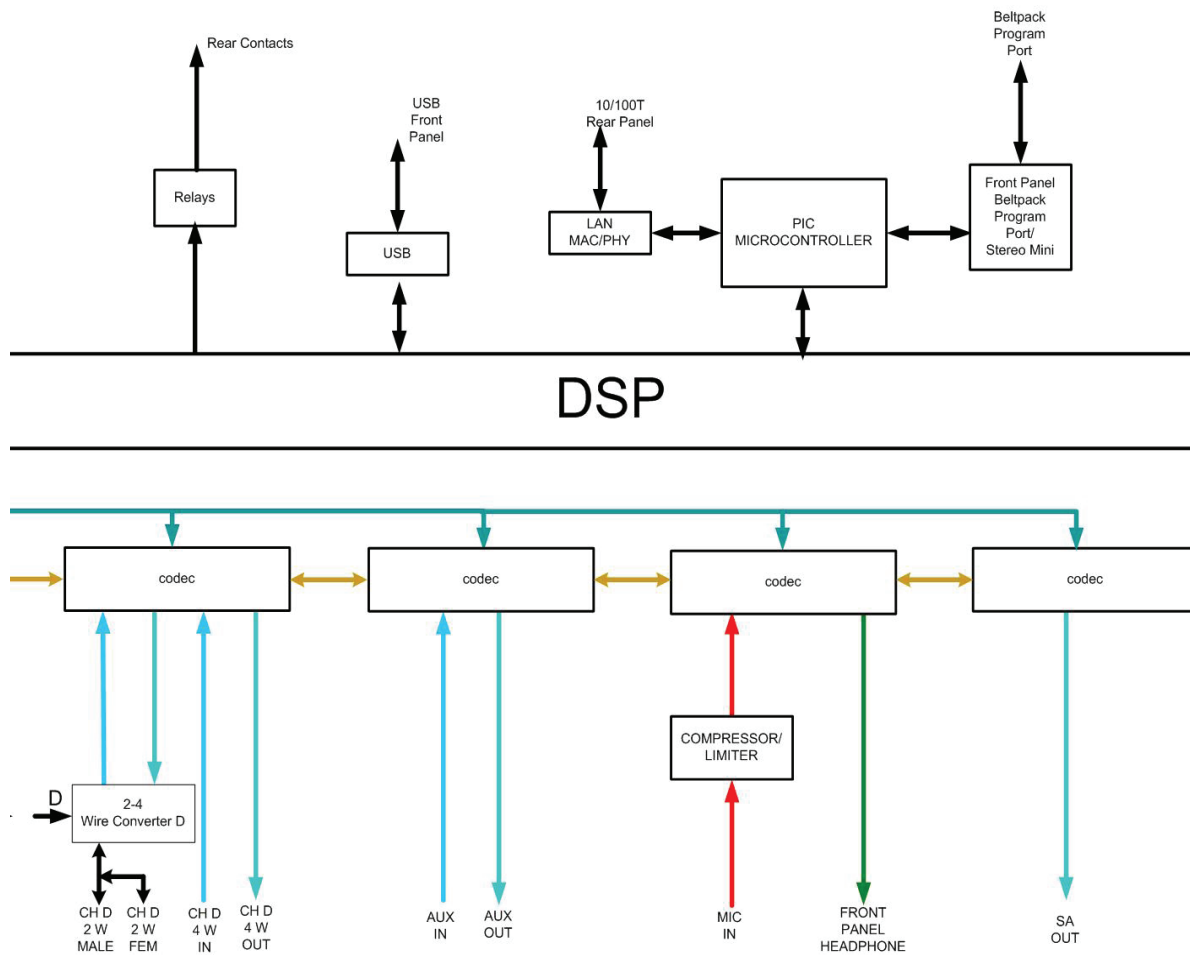 Rear Contacts
USB
Front
Panel
10/100T
Rear Panel
Beltpack
Program
Port
Relays
USB
LAN
MAC/PHY
PIC
MICROCONTROLLER
Front Panel
Beltpack
Program
Port/
Stereo Mini
DSP
codec
codec
codec
codec
COMPRESSOR/
LIMITER
D
2-4
Wire Converter D
CH D
2 W
MALE
CH D
2 W
FEM
CH D
4 W
IN
CH D
4 W
OUT
AUX
IN
AUX
OUT
MIC
IN
FRONT
PANEL
HEADPHONE
SA
OUT